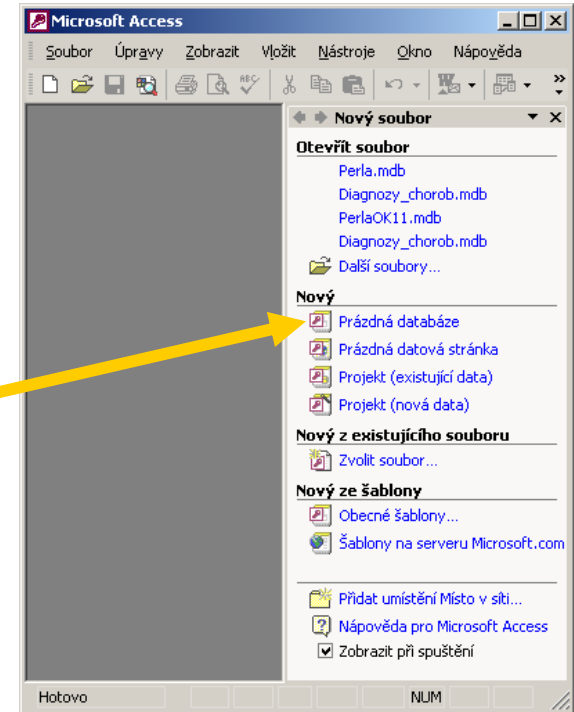 Microsoft Access
Soubor Úpravy Zobrazit Vložit Nástroje Okno Nápověda
Nový soubor
Otevřít soubor
Perla.mdb
Diagnozy_chorob.mdb
PerlaOK11.mdb
Diagnozy_chorob.mdb
Další soubory...
Nový
Prázdná databáze
Prázdná datová stránka
Projekt (existující data)
Projekt (nová data)
Nový z existujícího souboru
Zvolit soubor...
Nový ze šablony
Obecné šablony...
Šablony na serveru Microsoft.com
Přidat umístění Místo v síti...
Nápověda pro Microsoft Access
Zobrazit při spuštění
Hotovo NUM